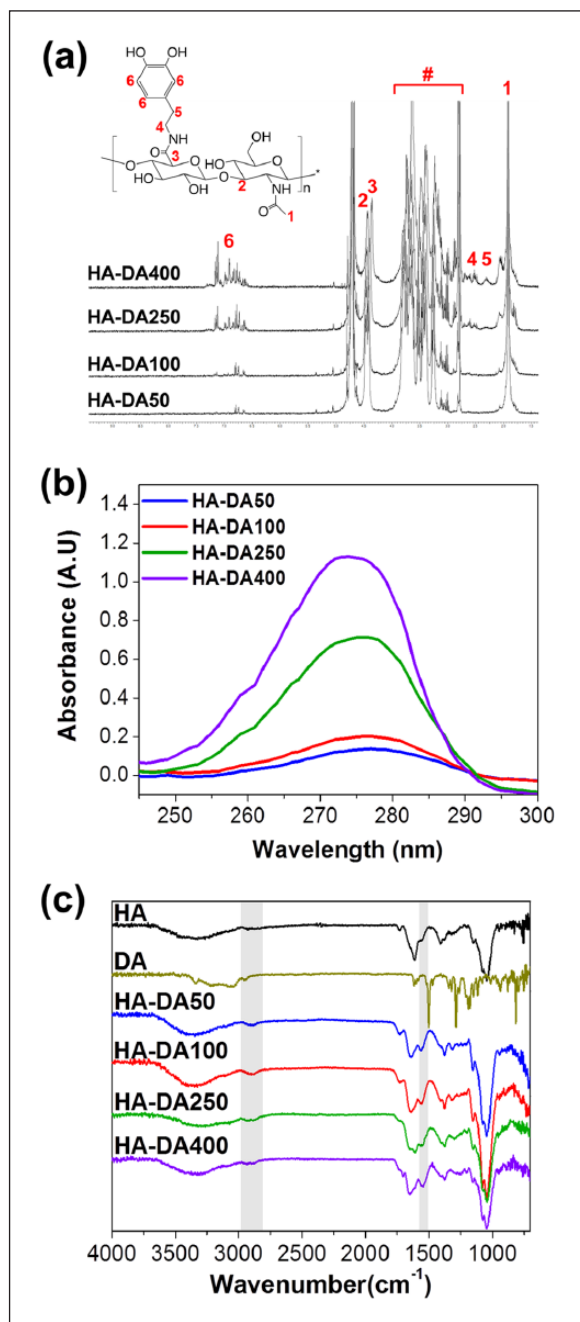 (a)
HO OH
6 6
6 5
4 NH
O 3
HO
O O O O O *
HO OH HO NH n
2
O 1
#
1
2 3
6
4 5
HA-DA400
HA-DA250
HA-DA100
HA-DA50
(b)
HA-DA50
HA-DA100
HA-DA250
HA-DA400
1.4
1.2
1.0
0.8
0.6
0.4
0.2
0.0
Absorbance (A.U)
250 260 270 280 290 300
Wavelength (nm)
(c)
HA
DA
HA-DA50
HA-DA100
HA-DA250
HA-DA400
4000 3500 3000 2500 2000 1500 1000
Wavenumber(cm-1)